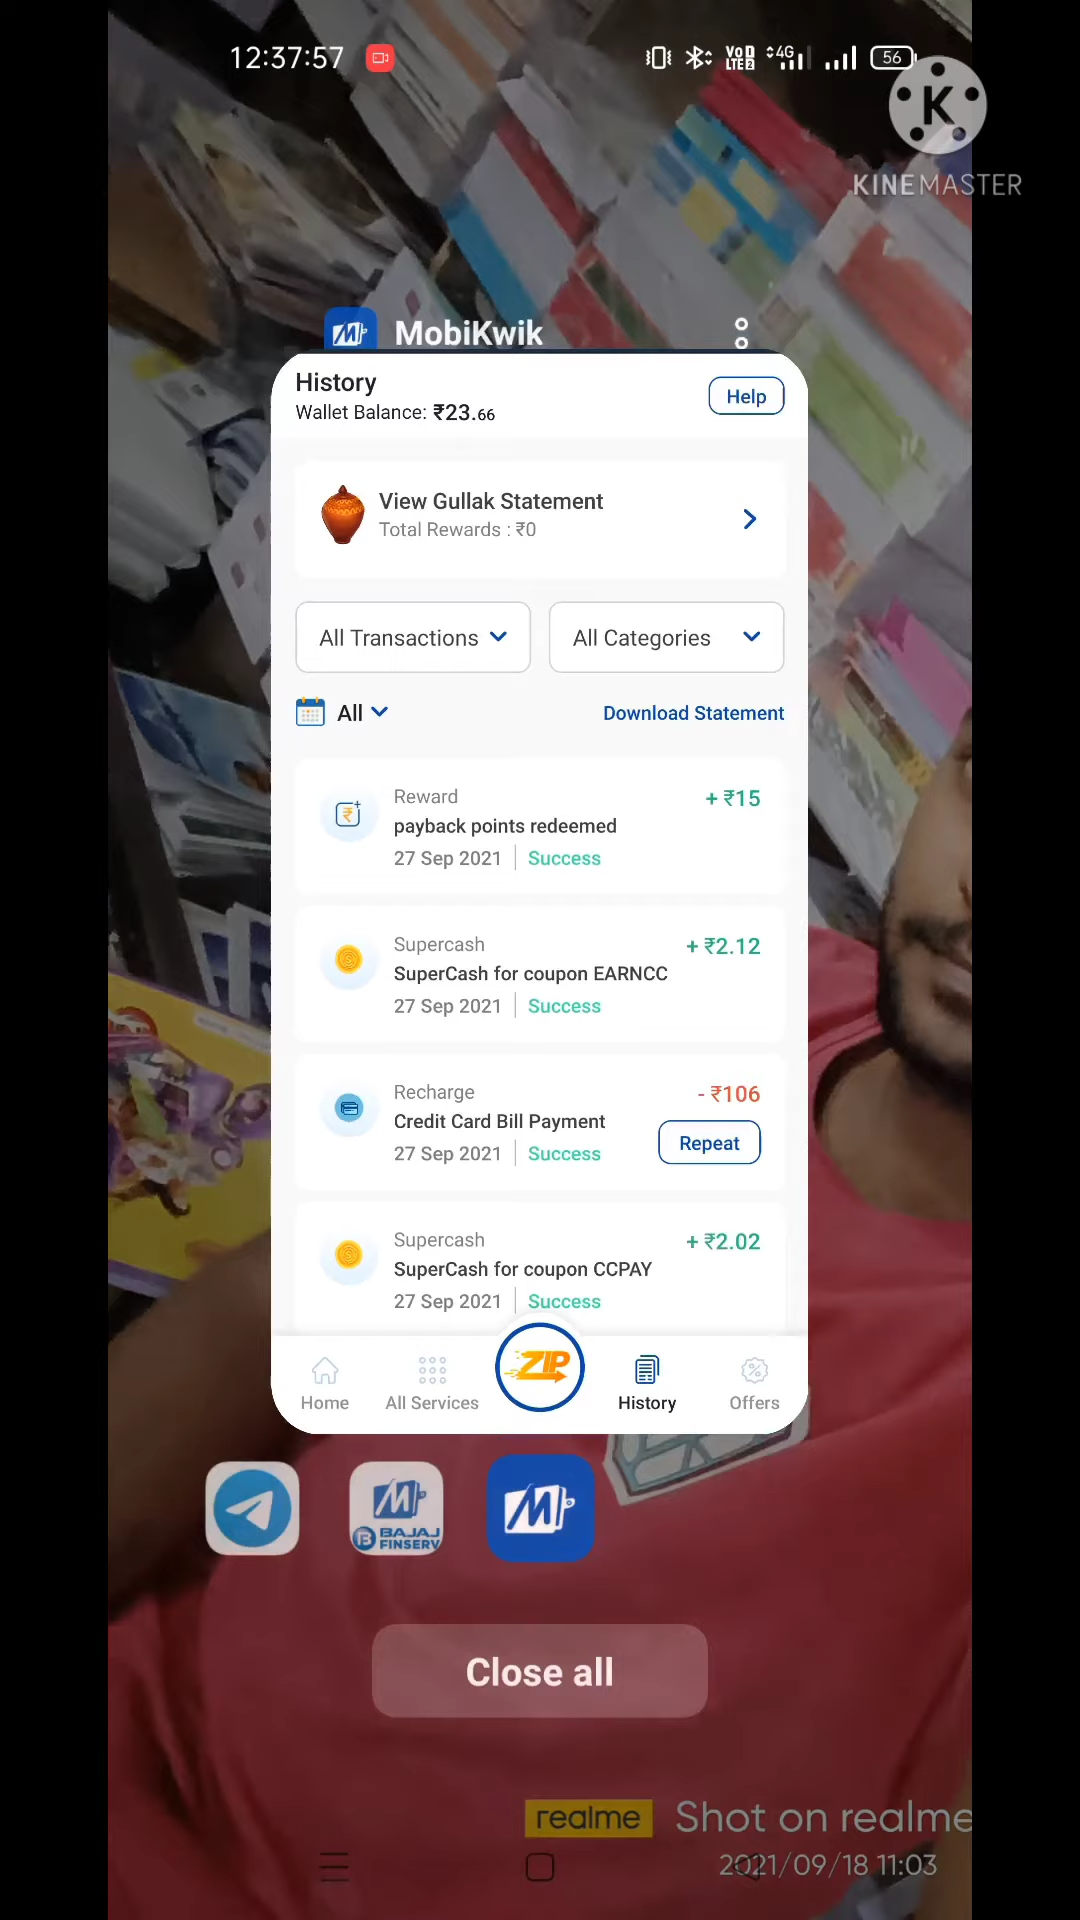 12:37:57
VoD
LTE2
4G
56
K
KINEMASTER
MobiKwik
History
Wallet Balance: ₹23.66
Help
View Gullak Statement
Total Rewards : ₹0
All Transactions
All Categories
All
Download Statement
Reward
+ ₹15
payback points redeemed
27 Sep 2021 | Success
Supercash
+ ₹2.12
SuperCash for coupon EARNCC
27 Sep 2021 | Success
Recharge
- ₹106
Credit Card Bill Payment
27 Sep 2021 | Success
Repeat
Supercash
+ ₹2.02
SuperCash for coupon CCPAY
27 Sep 2021 | Success
ZIP
Home
All Services
History
Offers
BAJAJ
FINSERV
Close all
realme Shot on realme
2021/09/18 11:03